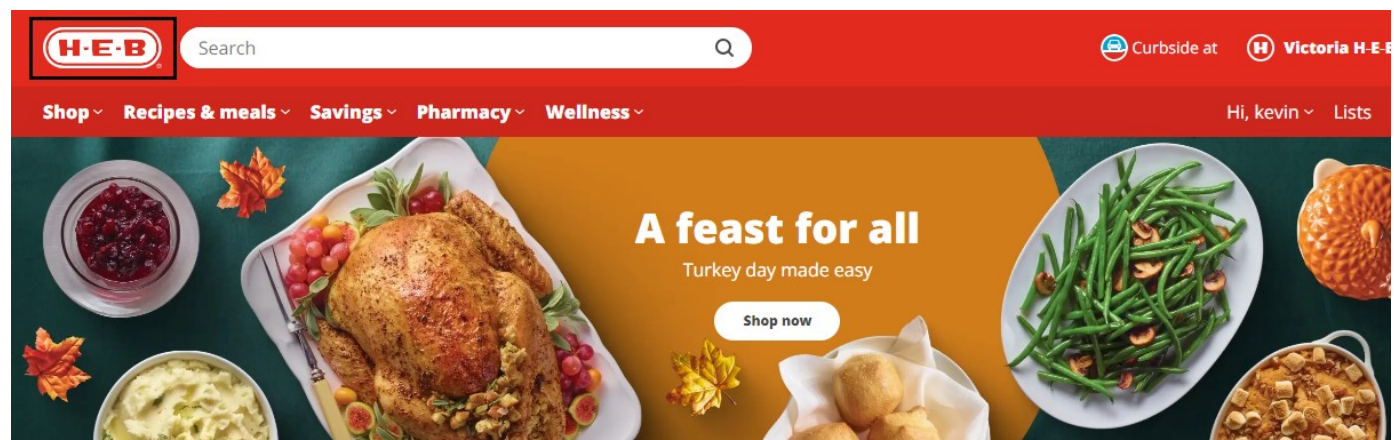 H-E-B
Search
Curbside at
Victoria H-E-B
Shop
Recipes & meals
Savings
Pharmacy
Wellness
Hi, kevin
Lists
A feast for all
Turkey day made easy
Shop now